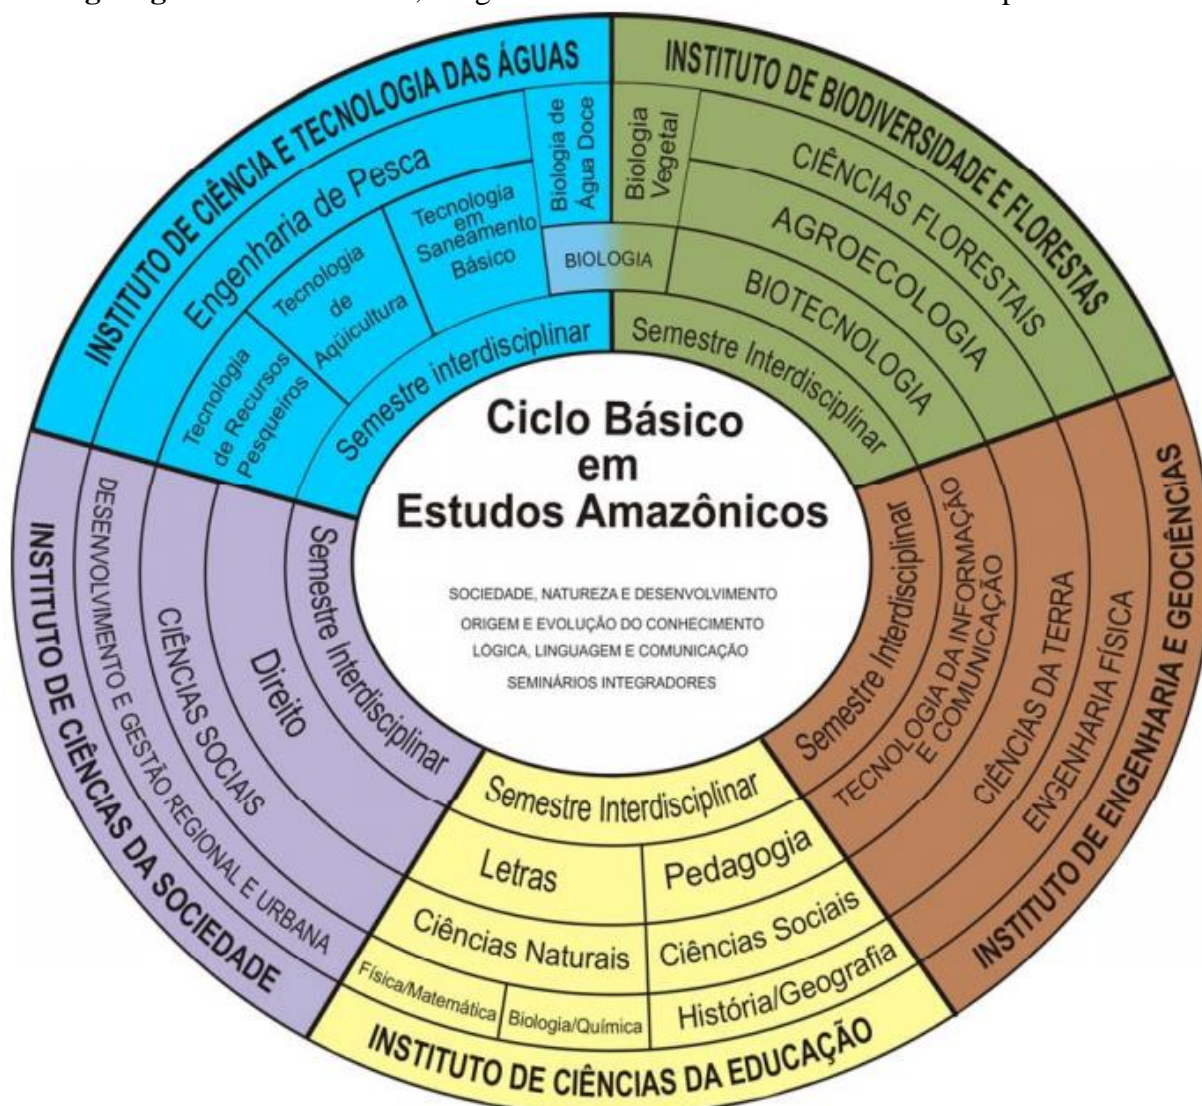 INSTITUTO DE CIÊNCIA E TECNOLOGIA DAS ÁGUAS
Engenharia de Pesca
Biologia de
Água Doce
Tecnologia
em
Saneamento
Básico
Tecnologia
de
Aqüicultura
Tecnologia
de Recursos
Pesqueiros
BIOLOGIA
Semestre interdisciplinar
INSTITUTO DE BIODIVERSIDADE E FLORESTAS
Biologia
Vegetal
CIÊNCIAS FLORESTAIS
AGROECOLOGIA
BIOTECNOLOGIA
Semestre Interdisciplinar
Ciclo Básico
em
Estudos Amazônicos
SOCIEDADE, NATUREZA E DESENVOLVIMENTO
ORIGEM E EVOLUÇÃO DO CONHECIMENTO
LÓGICA, LINGUAGEM E COMUNICAÇÃO
SEMINÁRIOS INTEGRADORES
INSTITUTO DE ENGENHARIA E GEOCIÊNCIAS
Semestre Interdisciplinar
TECNOLOGIA DA INFORMAÇÃO
E COMUNICAÇÃO
CIÊNCIAS DA TERRA
ENGENHARIA FÍSICA
INSTITUTO DE CIÊNCIAS DA SOCIEDADE
DESENVOLVIMENTO E GESTÃO REGIONAL E URBANA
CIÊNCIAS SOCIAIS
Direito
Semestre Interdisciplinar
Semestre Interdisciplinar
Letras
Pedagogia
Ciências Naturais
Ciências Sociais
Física/Matemática
Biologia/Química
História/Geografia
INSTITUTO DE CIÊNCIAS DA EDUCAÇÃO